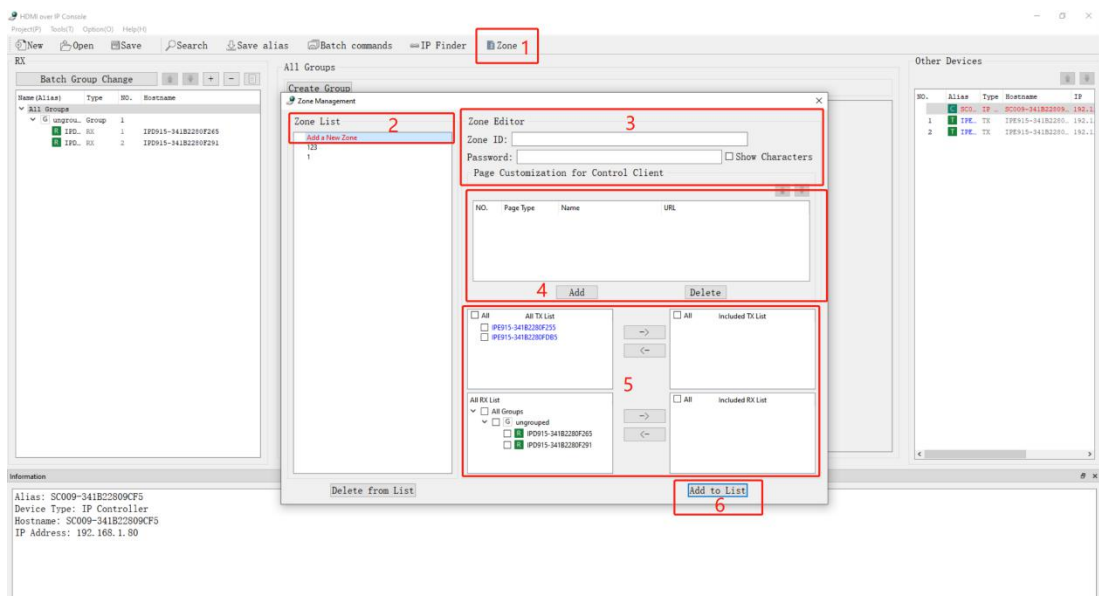 HDMI over IP Console
Project(P) Tools(T) Option(O) Help(H)
New Open Save Search Save alias Batch commands IP Finder Zone 1
RX
Batch Group Change + -
Name(Alias) Type NO. Hostname
All Groups
G ungrou… Group 1
R IPD… RX 1 IPD915-341B2280F265
R IPD… RX 2 IPD915-341B2280F291
All Groups
Create Group
Other Devices
NO. Alias Type Hostname IP
C SC0… IP … SC009-341B22809… 192.1
1 T IPE… TX IPE915-341B2280… 192.1
2 T IPE… TX IPE915-341B2280… 192.1
Zone Management
Zone List 2
Add a New Zone
123
1
Delete from List
Zone Editor 3
Zone ID:
Password: Show Characters
Page Customization for Control Client
NO. Page Type Name URL
4 Add Delete
All All TX List
IPE915-341B2280F255
IPE915-341B2280FDB5
-> 
<-
All Included TX List
5
All RX List
All Groups
G ungrouped
R IPD915-341B2280F265
R IPD915-341B2280F291
->
<-
All Included RX List
Add to List
6
Information
Alias: SC009-341B22809CF5
Device Type: IP Controller
Hostname: SC009-341B22809CF5
IP Address: 192.168.1.80